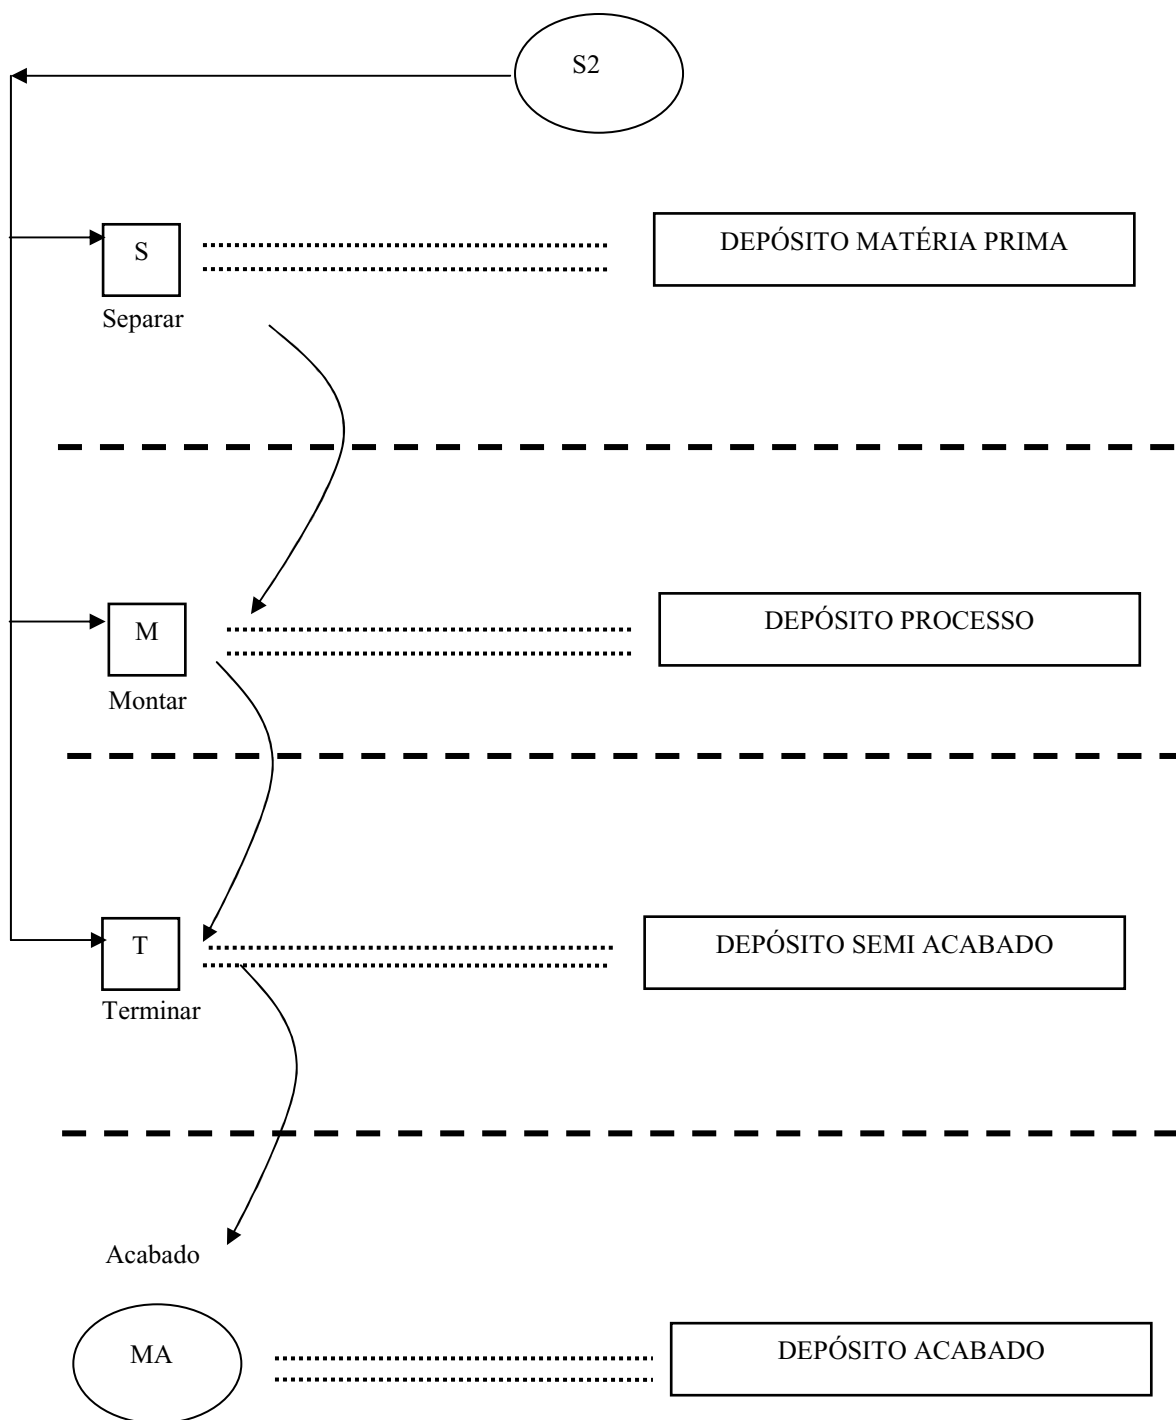 S2
S
DEPÓSITO MATÉRIA PRIMA
Separar
M
DEPÓSITO PROCESSO
Montar
T
DEPÓSITO SEMI ACABADO
Terminar
Acabado
MA
DEPÓSITO ACABADO